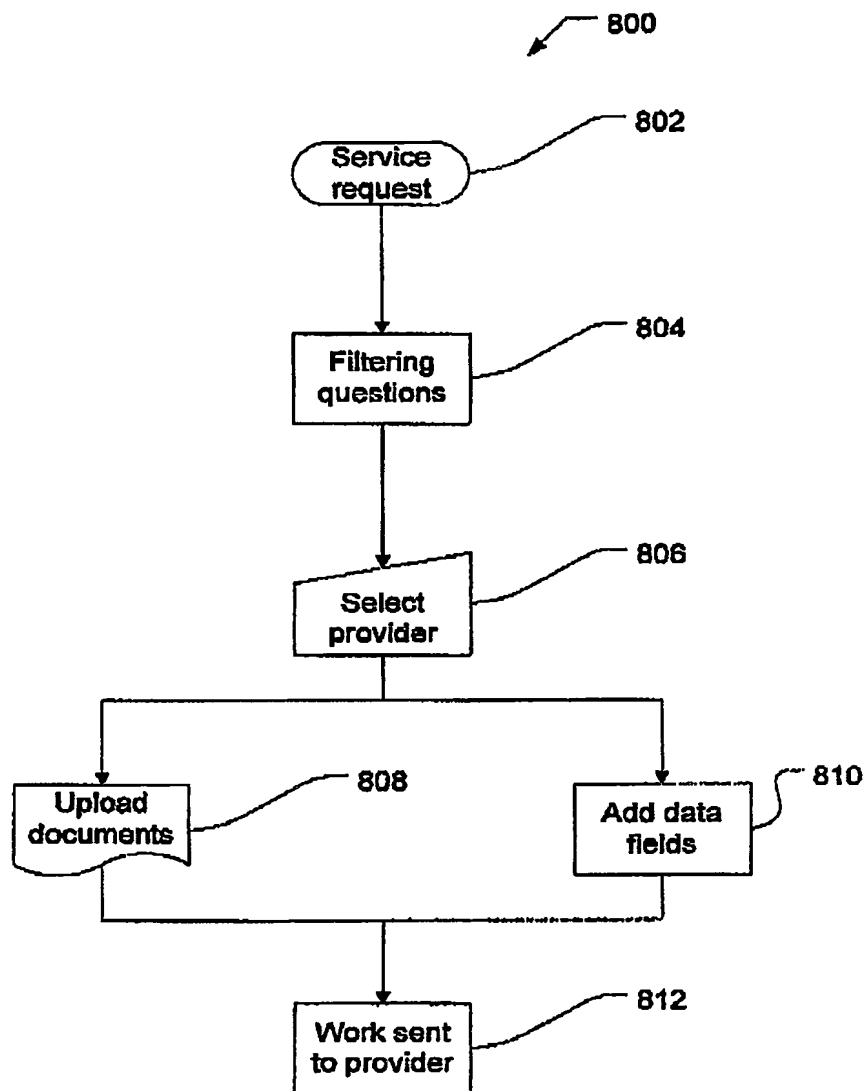 800
802
Service
request
804
Filtering
questions
806
Select
provider
808
Upload
documents
810
Add data
fields
812
Work sent
to provider